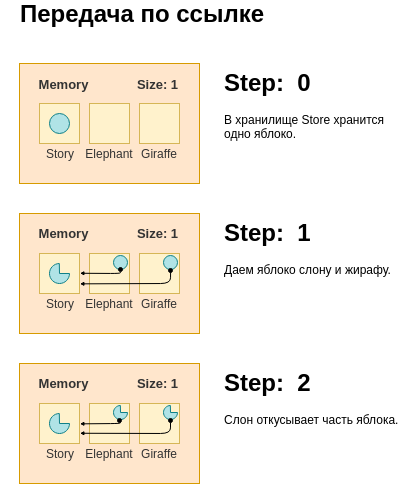 Передача по ссылке
Memory Size: 1
Story Elephant Giraffe
Step: 0
В хранилище Store хранится
одно яблоко.
Memory Size: 1
Story Elephant Giraffe
Step: 1
Даем яблоко слону и жирафу.
Memory Size: 1
Story Elephant Giraffe
Step: 2
Слон откусывает часть яблока.